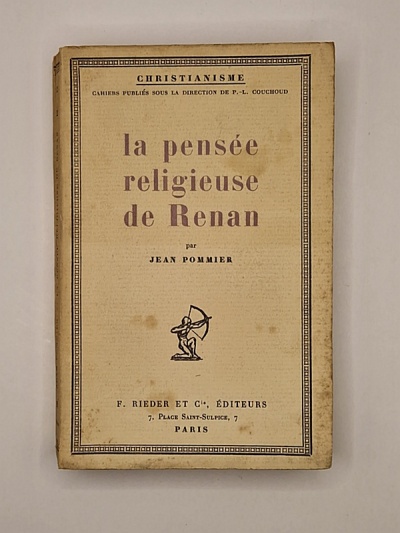 CHRISTIANISME
CAHIERS PUBLIÉS SOUS LA DIRECTION DE P.-L. COUCHOUD
la pensée
religieuse
de Renan
par
JEAN POMMIER
F. RIEDER ET Cie, ÉDITEURS
7, PLACE SAINT-SULPICE, 7
PARIS